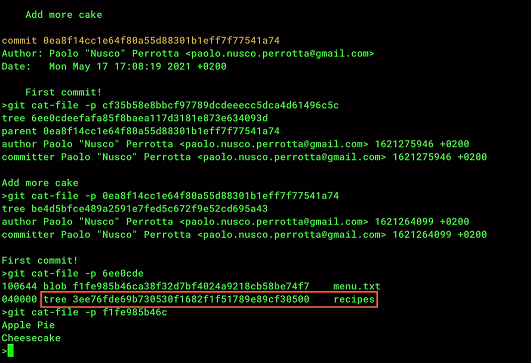 Add more cake
commit 0ea8f14cc1e64f80a55d88301b1eff7f77541a74
Author: Paolo "Nusco" Perrotta <paolo.nusco.perrotta@gmail.com>
Date:   Mon May 17 17:08:19 2021 +0200
First commit!
>git cat-file -p cf35b58e8bbcf97789dcdeeecc5dca4d61496c5c
tree 6ee0cdeefafa85f8baea117d3181e873e634093d
parent 0ea8f14cc1e64f80a55d88301b1eff7f77541a74
author Paolo "Nusco" Perrotta <paolo.nusco.perrotta@gmail.com> 1621275946 +0200
committer Paolo "Nusco" Perrotta <paolo.nusco.perrotta@gmail.com> 1621275946 +0200
Add more cake
>git cat-file -p 0ea8f14cc1e64f80a55d88301b1eff7f77541a74
tree be4d5bfce489a2591e7fed5c672f9e52cd695a43
author Paolo "Nusco" Perrotta <paolo.nusco.perrotta@gmail.com> 1621264099 +0200
committer Paolo "Nusco" Perrotta <paolo.nusco.perrotta@gmail.com> 1621264099 +0200
First commit!
>git cat-file -p 6ee0cde
100644 blob f1fe985b46ca38f32d7bf4024a9218cb58be74f7    menu.txt
040000 tree 3ee76fde69b730530f1682f1f51789e89cf30500    recipes
>git cat-file -p f1fe985b46c
Apple Pie
Cheesecake
>